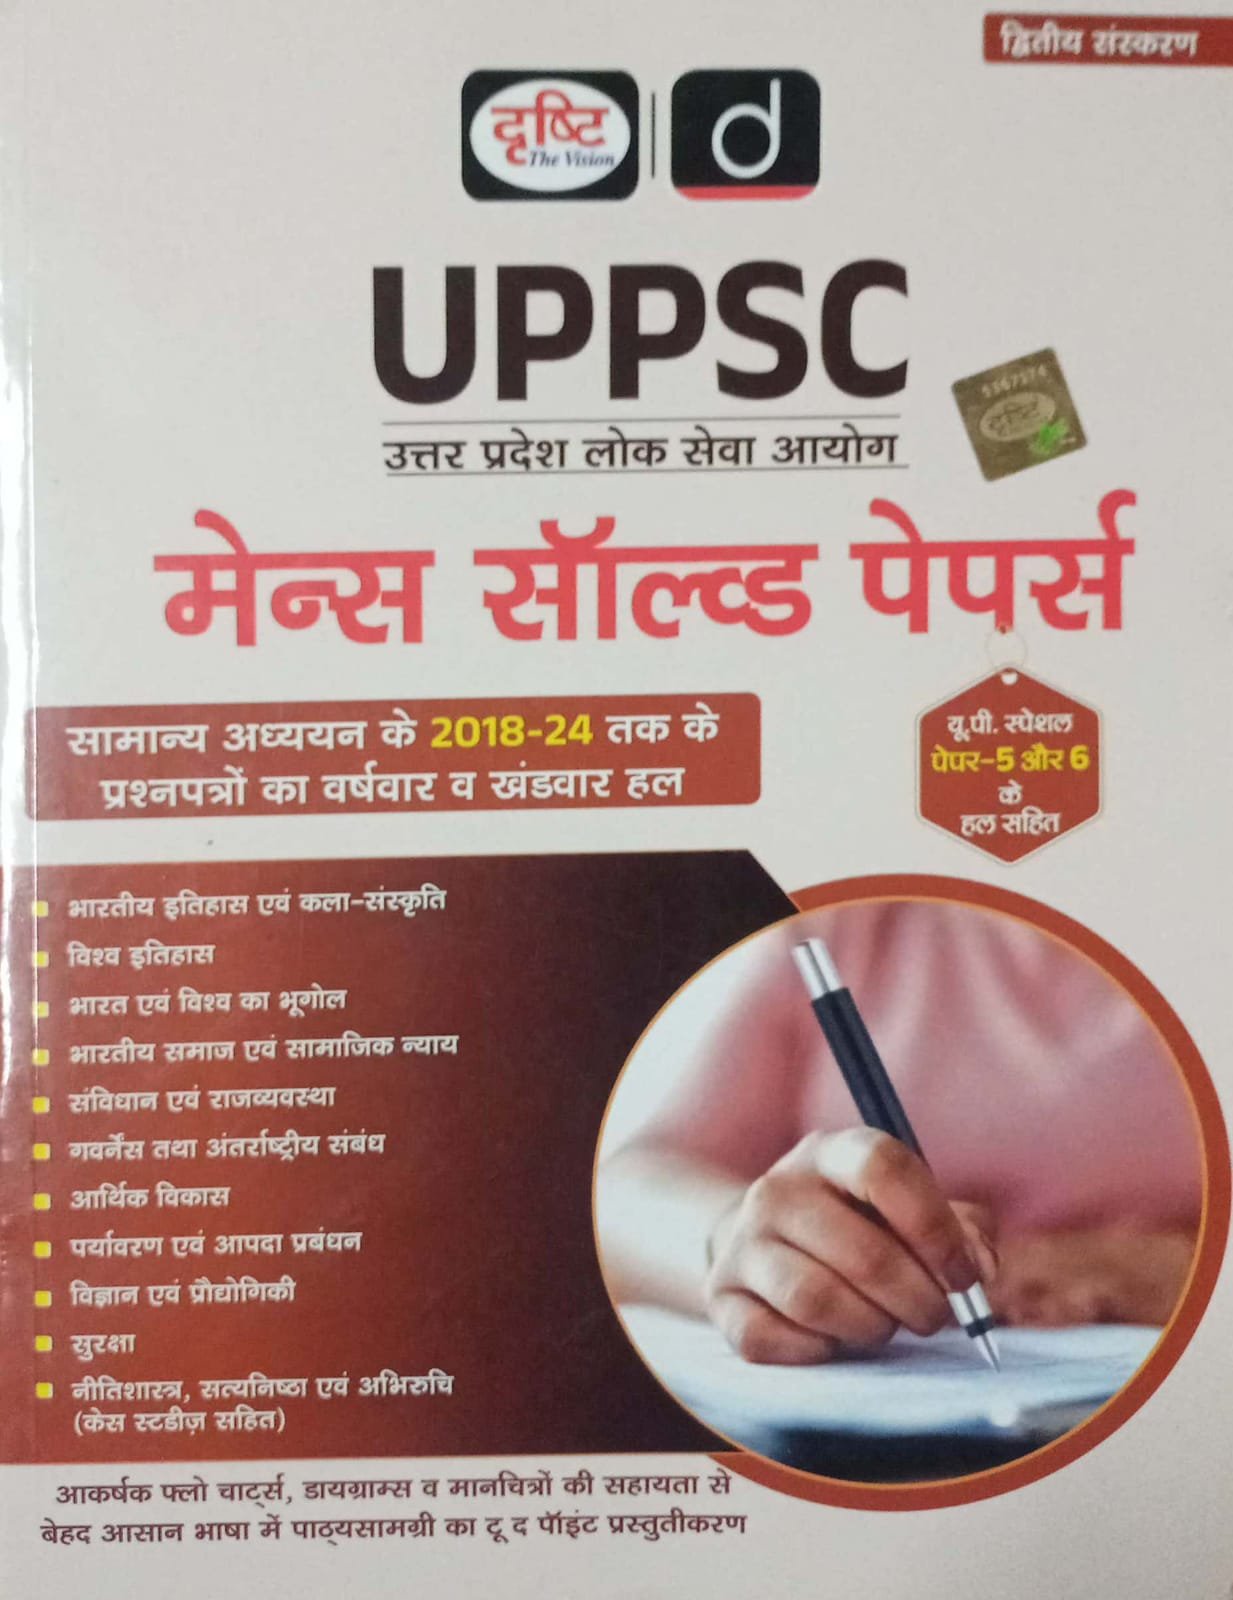 द्वितीय संस्करण
दृष्टि
The Vision
d
UPPSC
5367374
दृष्टि
उत्तर प्रदेश लोक सेवा आयोग
मेन्स सॉल्व्ड पेपर्स
सामान्य अध्ययन के 2018-24 तक के
प्रश्नपत्रों का वर्षवार व खंडवार हल
यू.पी. स्पेशल
पेपर-5 और 6
के
हल सहित
भारतीय इतिहास एवं कला-संस्कृति
विश्व इतिहास
भारत एवं विश्व का भूगोल
भारतीय समाज एवं सामाजिक न्याय
संविधान एवं राजव्यवस्था
गवर्नेंस तथा अंतर्राष्ट्रीय संबंध
आर्थिक विकास
पर्यावरण एवं आपदा प्रबंधन
विज्ञान एवं प्रौद्योगिकी
सुरक्षा
नीतिशास्त्र, सत्यनिष्ठा एवं अभिरुचि
(केस स्टडीज़ सहित)
आकर्षक फ्लो चार्ट्स, डायग्राम्स व मानचित्रों की सहायता से
बेहद आसान भाषा में पाठ्यसामग्री का टू द पॉइंट प्रस्तुतीकरण